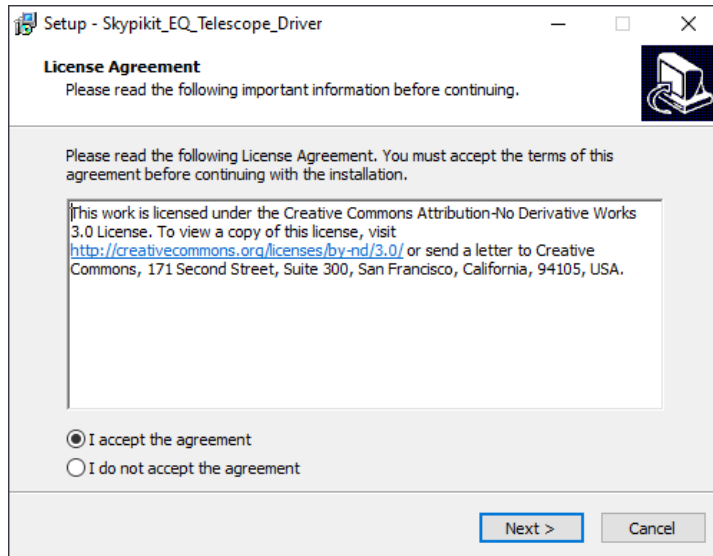 Setup - Skypikit_EQ_Telescope_Driver
License Agreement
Please read the following important information before continuing.
Please read the following License Agreement. You must accept the terms of this
agreement before continuing with the installation.
This work is licensed under the Creative Commons Attribution-No Derivative Works
3.0 License. To view a copy of this license, visit
http://creativecommons.org/licenses/by-nd/3.0/ or send a letter to Creative
Commons, 171 Second Street, Suite 300, San Francisco, California, 94105, USA.
I accept the agreement
I do not accept the agreement
Next >
Cancel